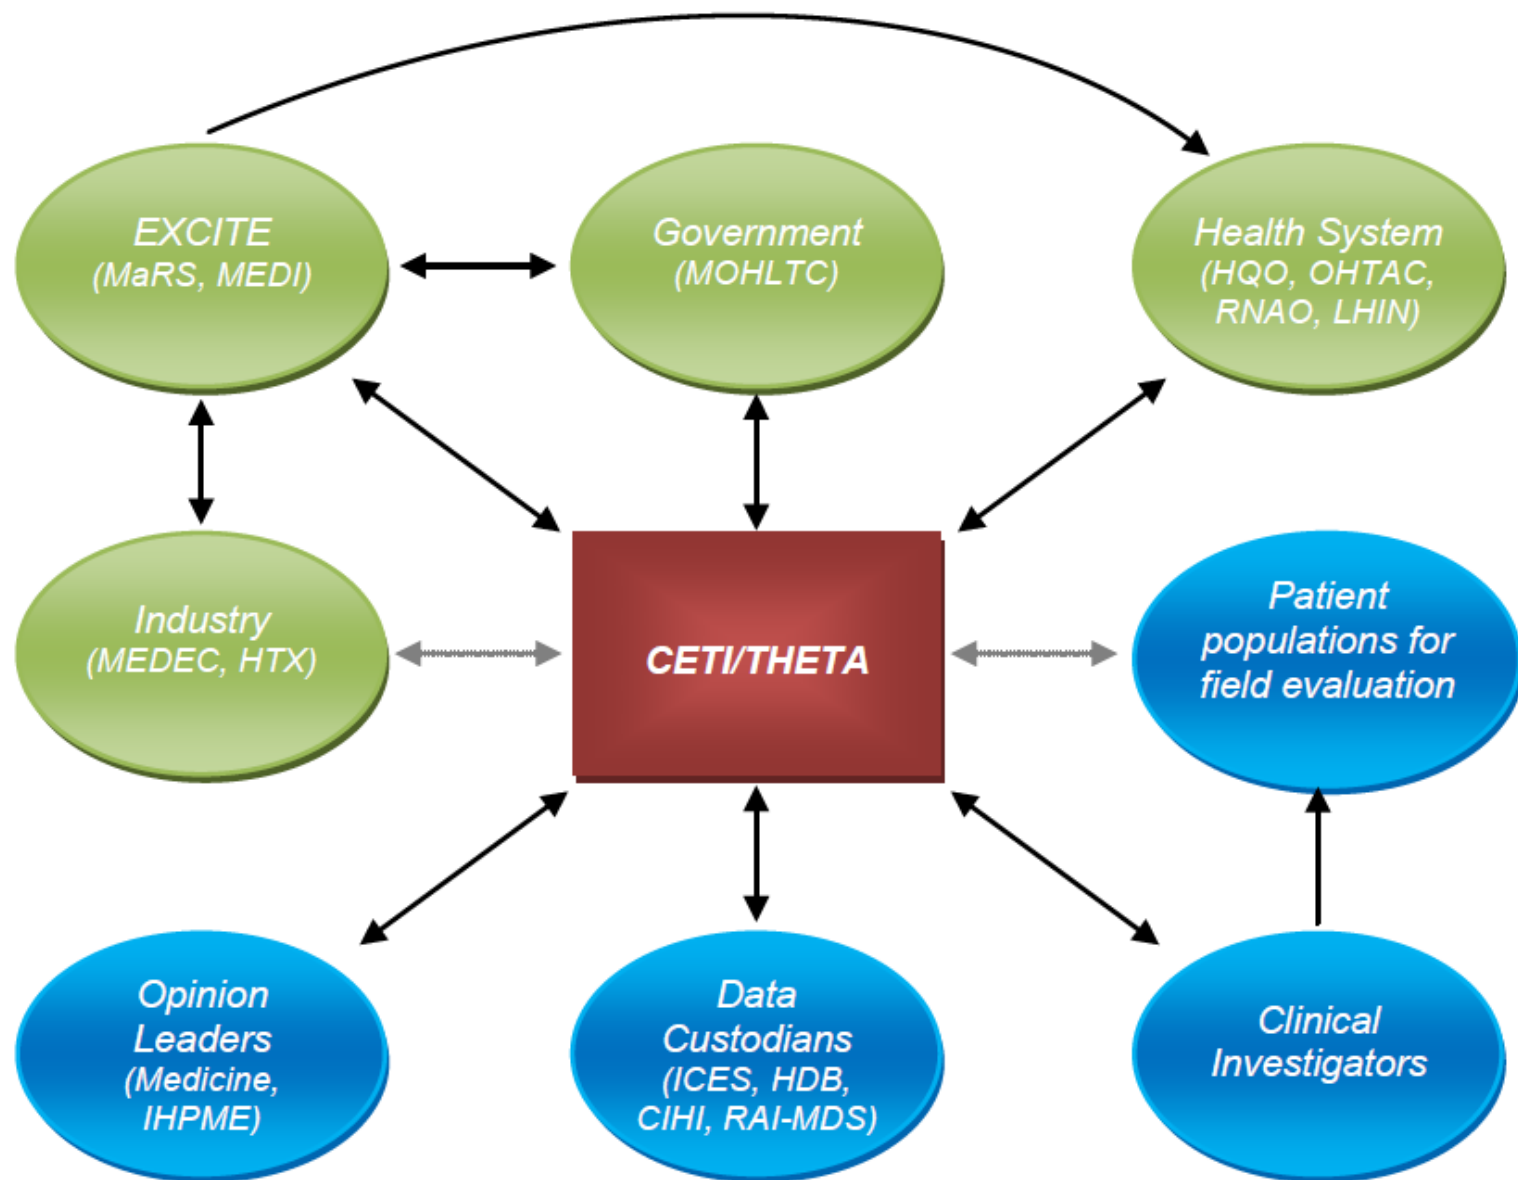 EXCITE
(MaRS, MEDI)
Government
(MOHLTC)
Health System
(HQO, OHTAC,
RNAO, LHIN)
Industry
(MEDEC, HTX)
CETI/THETA
Patient
populations for
field evaluation
Opinion
Leaders
(Medicine,
IHPME)
Data
Custodians
(ICES, HDB,
CIHI, RAI-MDS)
Clinical
Investigators